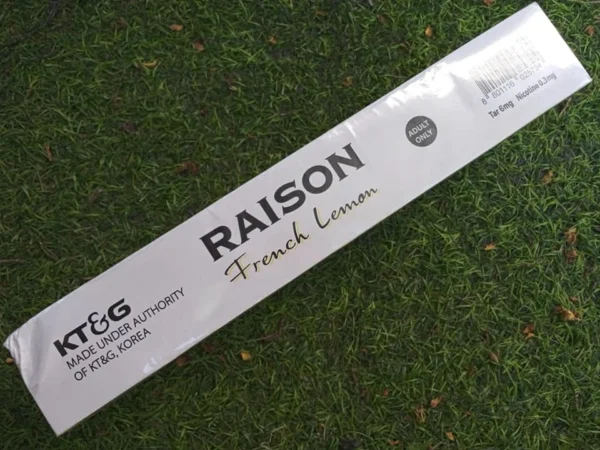 RAISON
French Lemon
ADULT
ONLY
Tar 6mg Nicotine 0.3mg
KT&G
MADE UNDER AUTHORITY
OF KT&G, KOREA